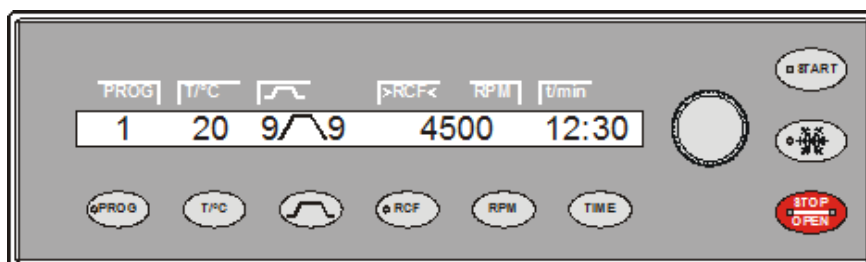 START
PROG T/°C >RCF< RPM t/min
1 20 9 9 4500 12:30
PROG T/°C RCF RPM TIME
STOP
OPEN